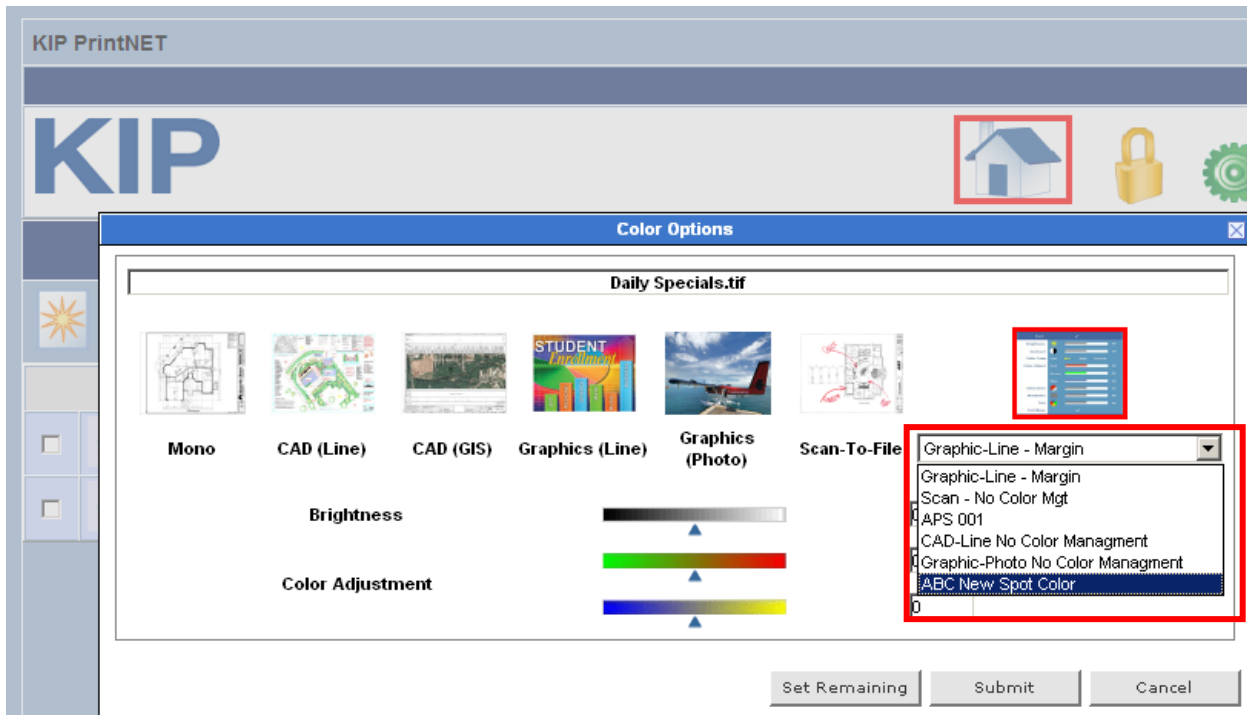 KIP PrintNET
KIP
Color Options
Daily Specials.tif
STUDENT
Enrollment
Mono
CAD (Line)
CAD (GIS)
Graphics (Line)
Graphics
(Photo)
Scan-To-File
Graphic-Line - Margin
Graphic-Line - Margin
Scan - No Color Mgt
APS 001
CAD-Line No Color Managment
Graphic-Photo No Color Managment
ABC New Spot Color
Brightness
Color Adjustment
0
Set Remaining
Submit
Cancel